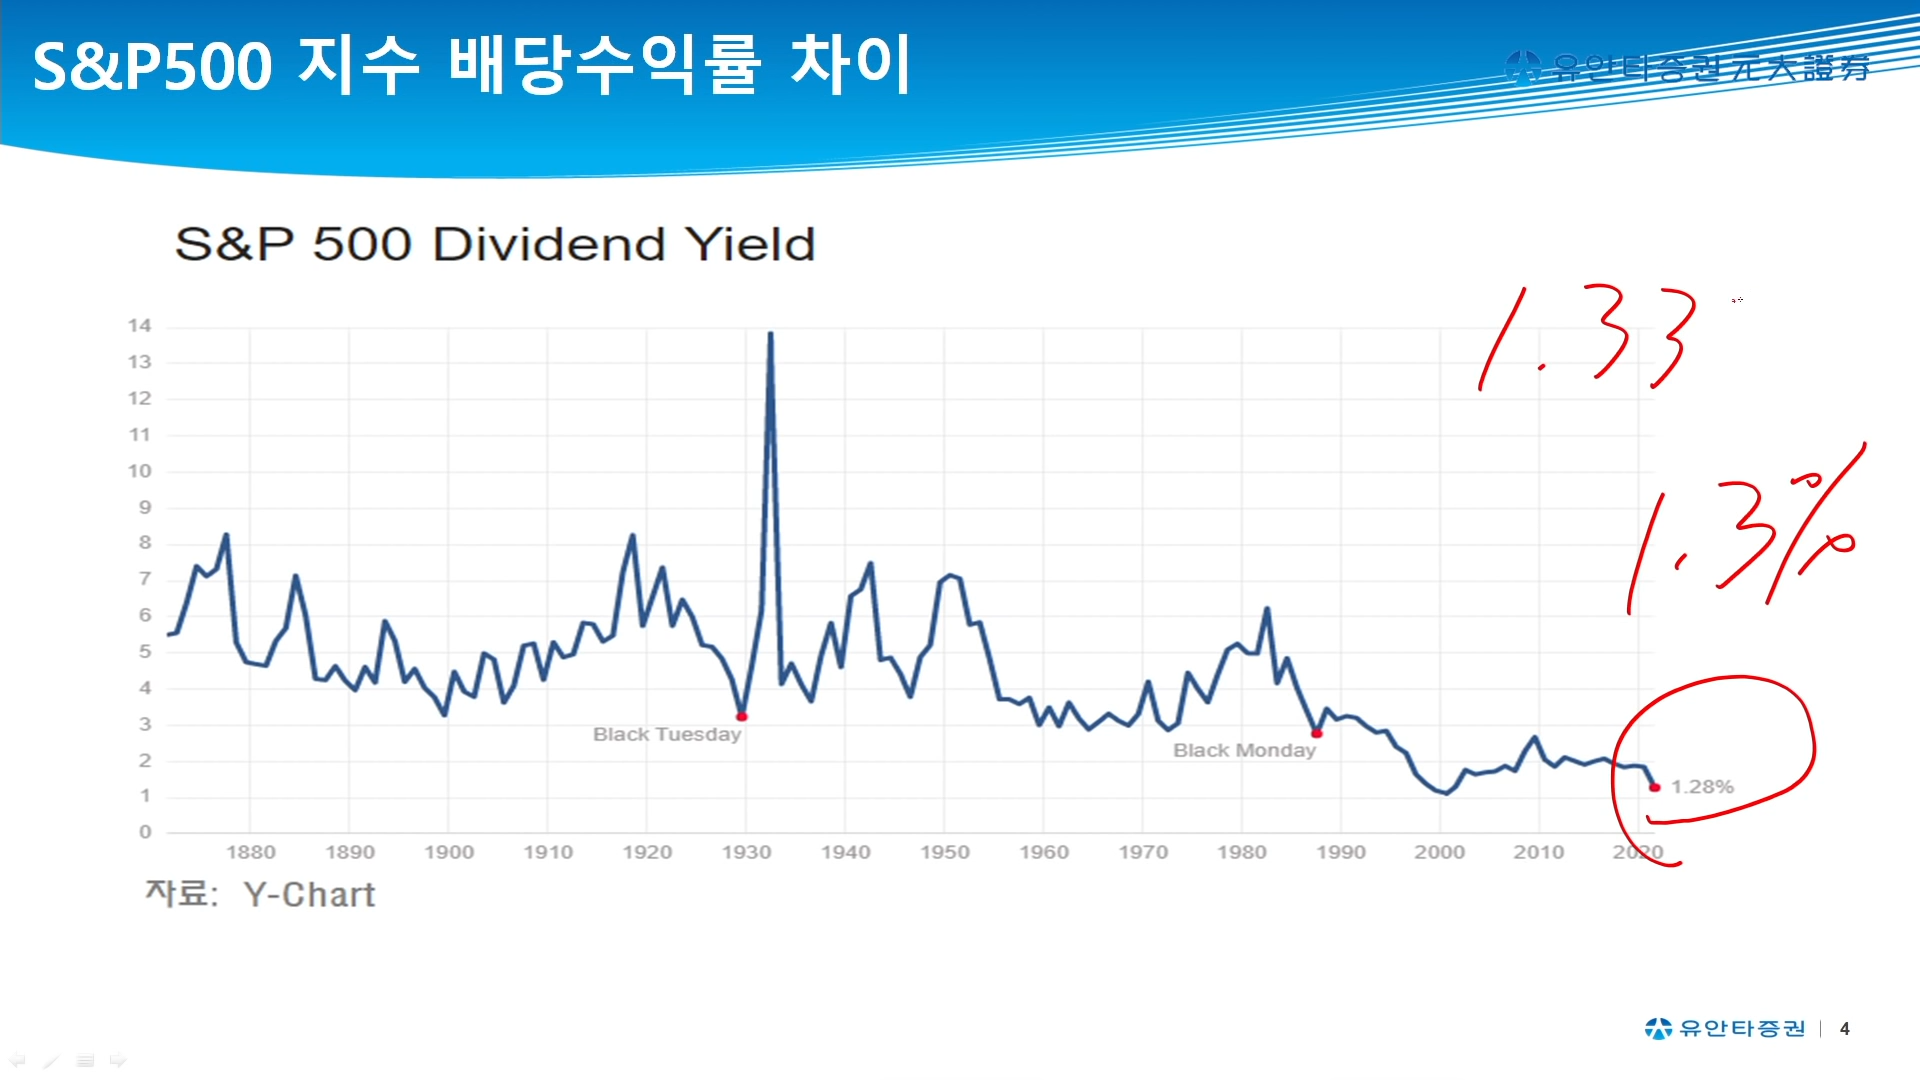 S&P500 지수 배당수익률 차이
유안타증권 元大證券
S&P 500 Dividend Yield
1.33
1.3%
14
13
12
11
10
9
8
7
6
5
4
3
2
1
0
Black Tuesday
Black Monday
1.28%
1880 1890 1900 1910 1920 1930 1940 1950 1960 1970 1980 1990 2000 2010 2020
자료: Y-Chart
유안타증권 | 4